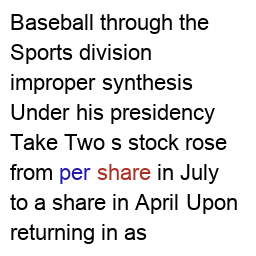 Baseball through the
Sports division
improper synthesis
Under his presidency
Take Two s stock rose
from per share in July
to a share in April Upon
returning in as